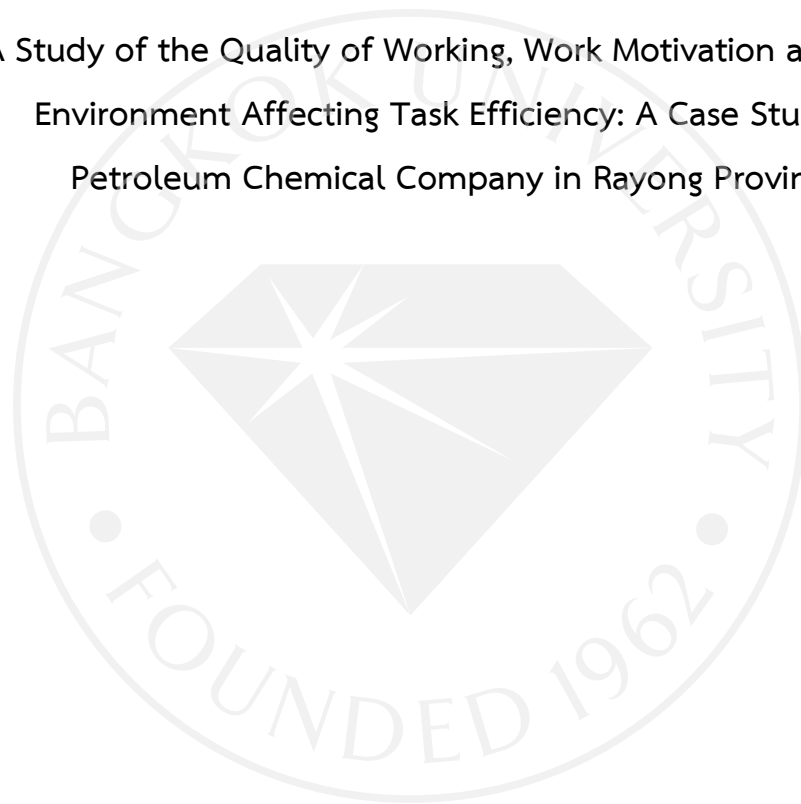 A Study of the Quality of Working, Work Motivation a
Environment Affecting Task Efficiency: A Case Stu
Petroleum Chemical Company in Rayong Provin
BANGKOK UNIVERSITY
FOUNDED 1962